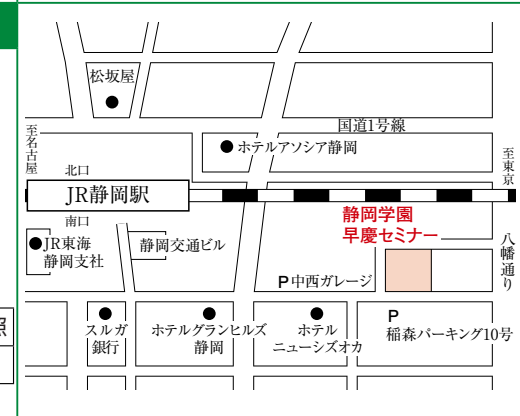 松坂屋
国道1号線
至名古屋
ホテルアソシア静岡
北口
至東京
JR静岡駅
静岡学園
早慶セミナー
南口
JR東海
静岡支社
静岡交通ビル
八幡通り
P中西ガレージ
照
スルガ
銀行
ホテルグランヒルズ
静岡
ホテル
ニューシズオカ
P
稲森パーキング10号